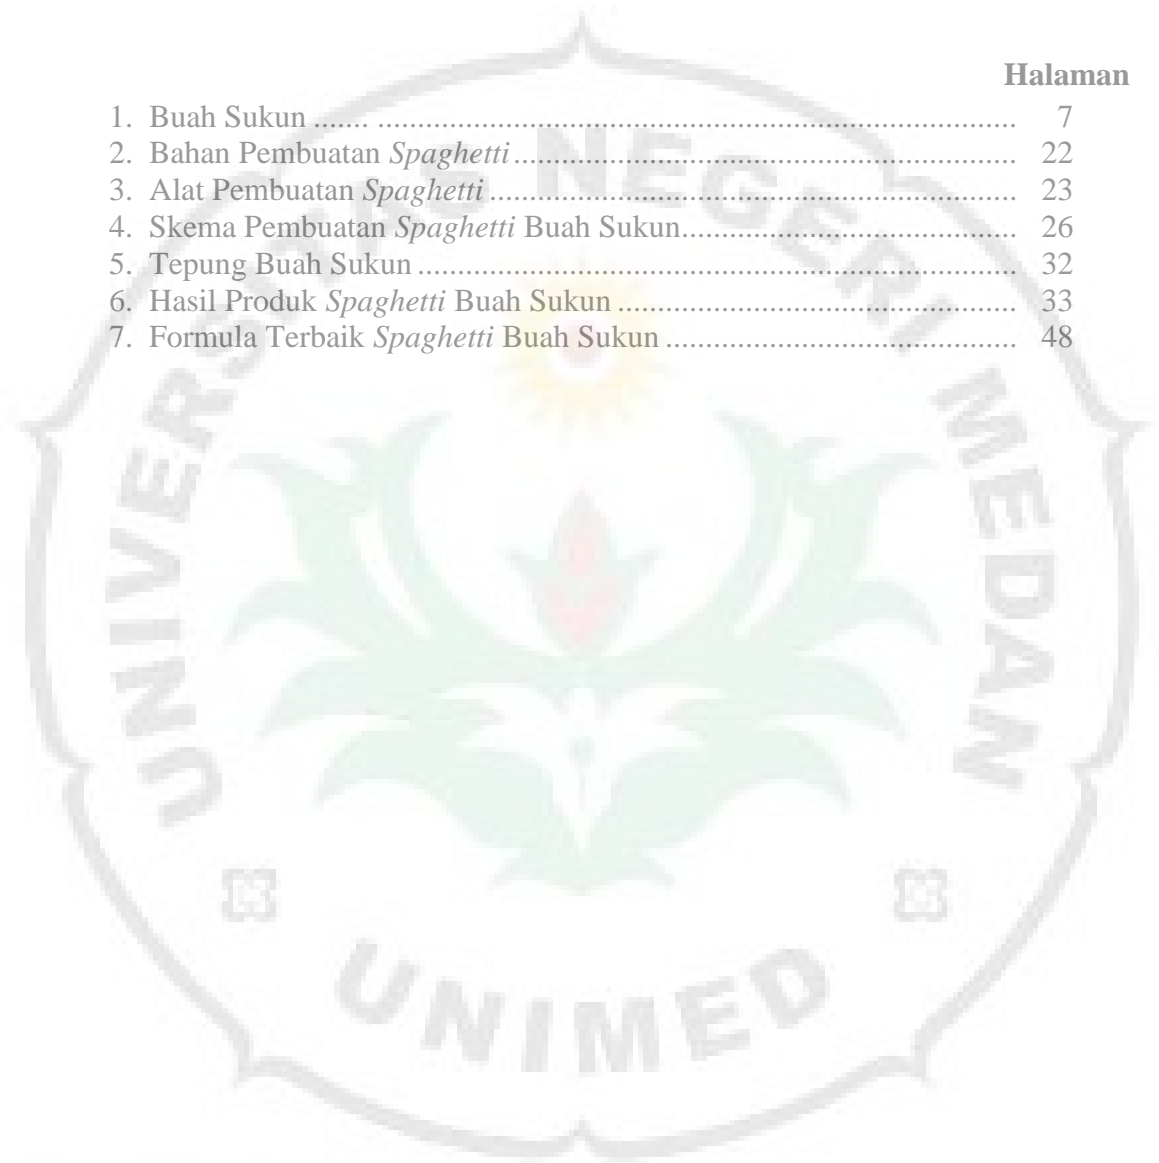 Halaman
1. Buah Sukun ....... ................................................................................. 7
2. Bahan Pembuatan Spaghetti ................................................................ 22
3. Alat Pembuatan Spaghetti ................................................................... 23
4. Skema Pembuatan Spaghetti Buah Sukun.......................................... 26
5. Tepung Buah Sukun ............................................................................ 32
6. Hasil Produk Spaghetti Buah Sukun ................................................... 33
7. Formula Terbaik Spaghetti Buah Sukun ............................................. 48
UNIVERSITAS NEGERI MEDAN
UNIMED